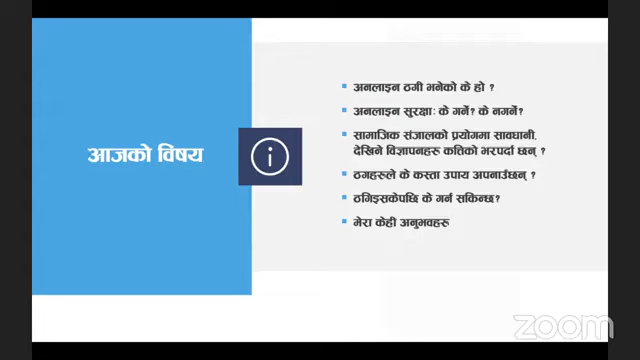 आजको विषय
अनलाइन ठगी भनेको के हो ?
अनलाइन सुरक्षाः के गर्ने? के नगर्ने?
सामाजिक संजालको प्रयोगमा सावधानी,
देखिने विज्ञापनहरु कत्तिको भरपर्दा छन् ?
ठगहरुले के कस्ता उपाय अपनाउँछन् ?
ठगिइसकेपछि के गर्न सकिन्छ?
मेरा केही अनुभवहरु
zoom